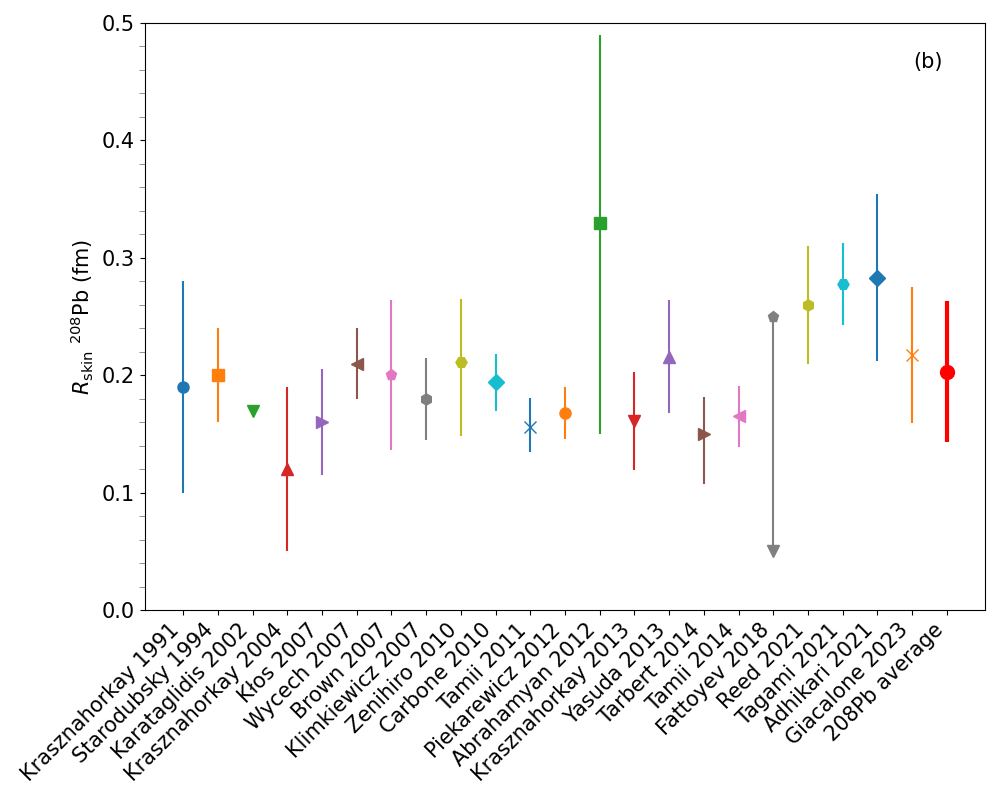 (b)
0.5
0.4
0.3
0.2
0.1
0.0
R_skin ²⁰⁸Pb (fm)
Krasznahorkay 1991
Starodubsky 1994
Karataglidis 2002
Krasznahorkay 2004
Kłos 2007
Wycech 2007
Brown 2007
Klimkiewicz 2007
Zenihiro 2010
Carbone 2010
Tamii 2011
Piekarewicz 2012
Abrahamyan 2012
Krasznahorkay 2013
Yasuda 2013
Tarbert 2014
Tamii 2014
Fattoyev 2018
Reed 2021
Tagami 2021
Adhikari 2021
Giacalone 2023
208Pb average